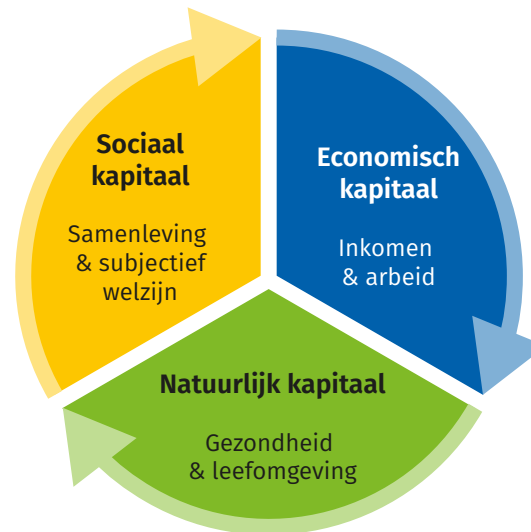 Sociaal
kapitaal
Samenleving
& subjectief
welzijn
Economisch
kapitaal
Inkomen
& arbeid
Natuurlijk kapitaal
Gezondheid
& leefomgeving